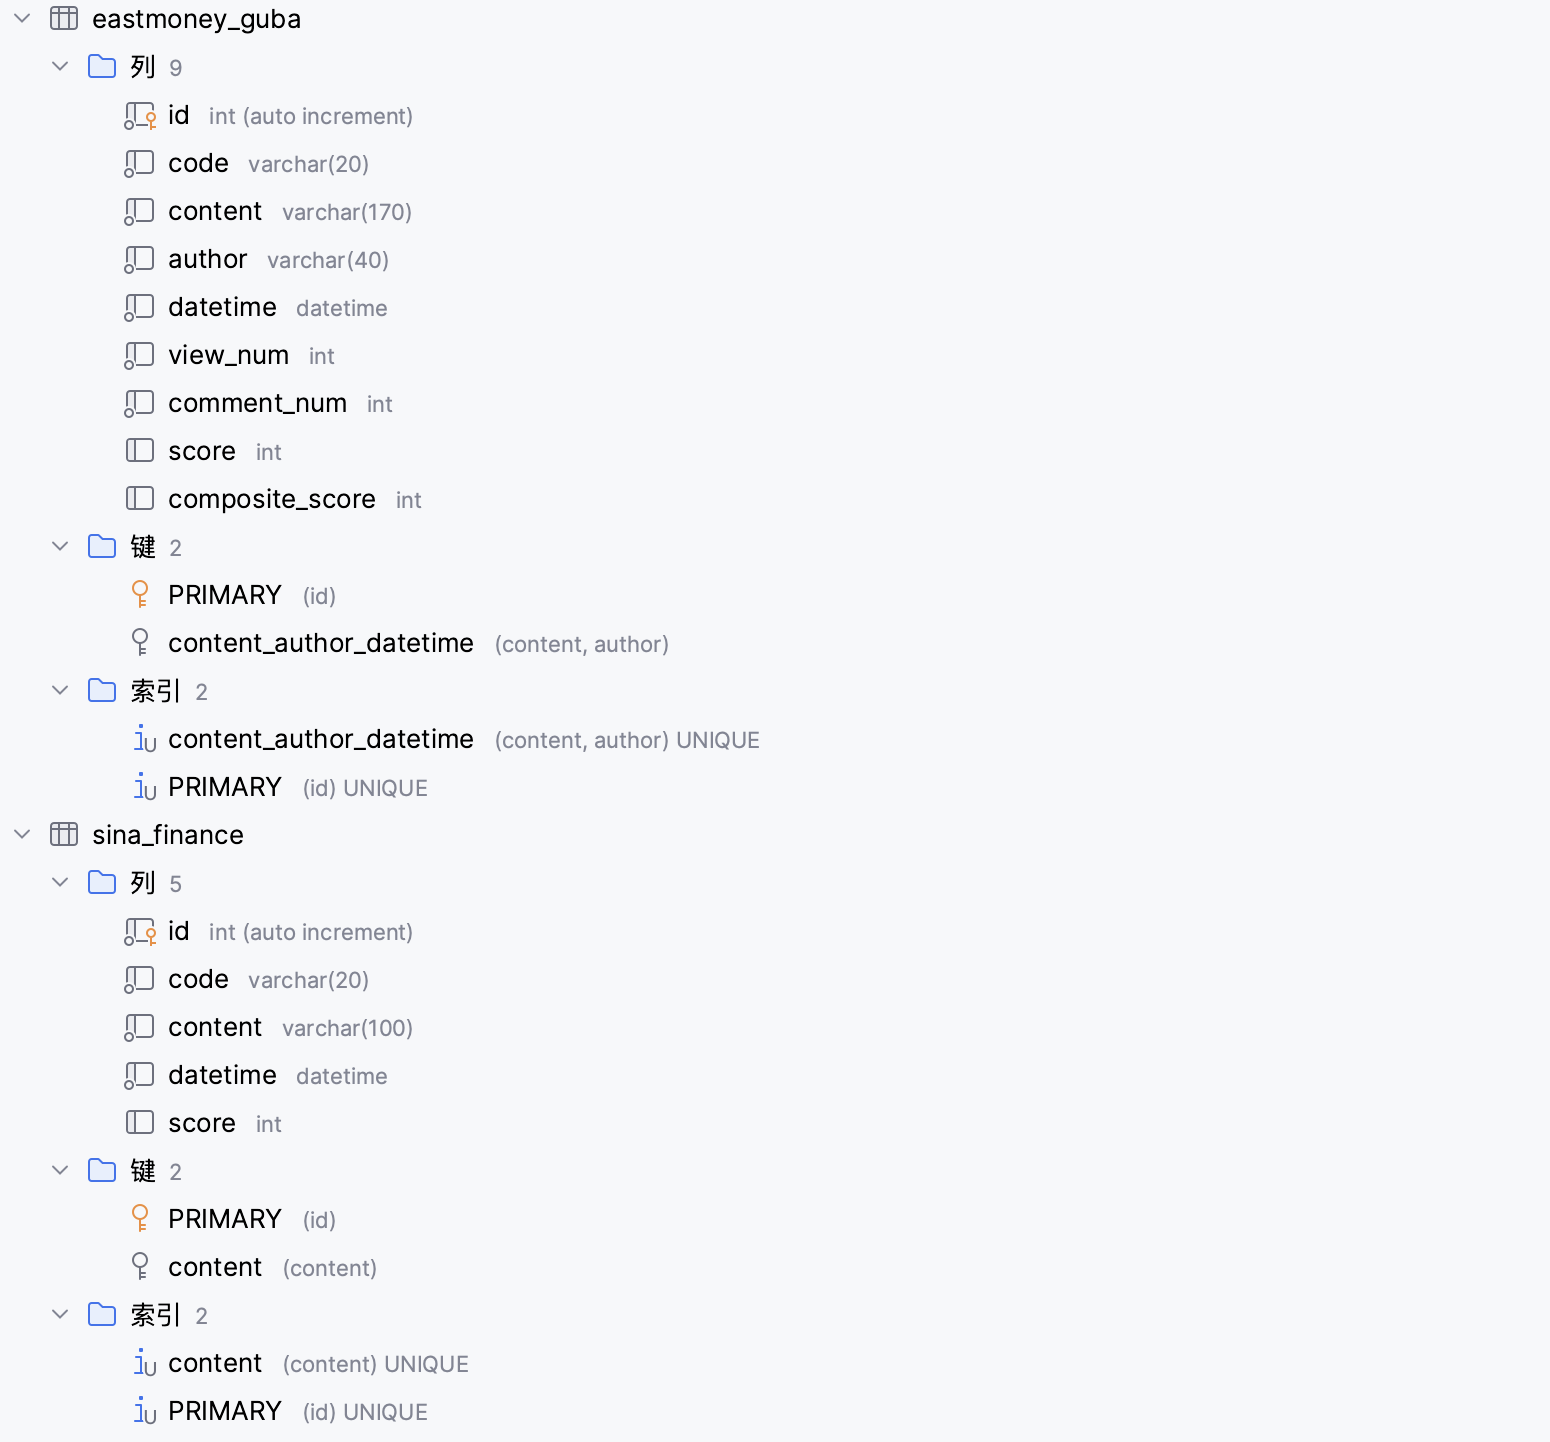 eastmoney_guba
列 9
id int (auto increment)
code varchar(20)
content varchar(170)
author varchar(40)
datetime datetime
view_num int
comment_num int
score int
composite_score int
键 2
PRIMARY (id)
content_author_datetime (content, author)
索引 2
content_author_datetime (content, author) UNIQUE
PRIMARY (id) UNIQUE
sina_finance
列 5
id int (auto increment)
code varchar(20)
content varchar(100)
datetime datetime
score int
键 2
PRIMARY (id)
content (content)
索引 2
content (content) UNIQUE
PRIMARY (id) UNIQUE